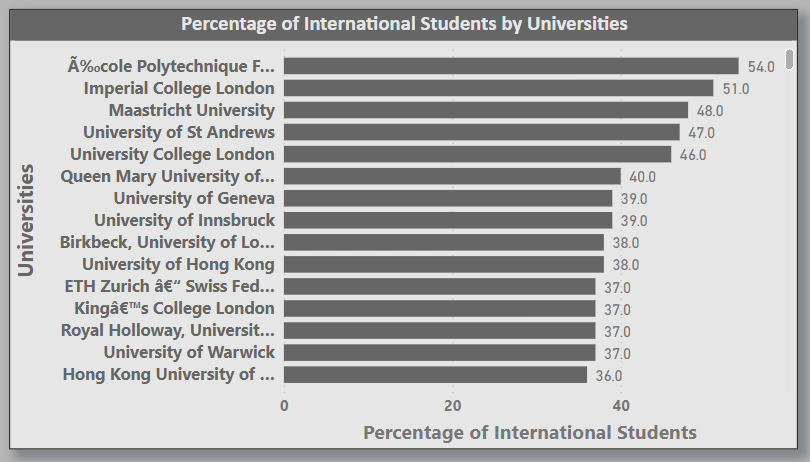 Percentage of International Students by Universities
Universities
Ã‰cole Polytechnique F... 54.0
Imperial College London 51.0
Maastricht University 48.0
University of St Andrews 47.0
University College London 46.0
Queen Mary University of... 40.0
University of Geneva 39.0
University of Innsbruck 39.0
Birkbeck, University of Lo... 38.0
University of Hong Kong 38.0
ETH Zurich â€“ Swiss Fed... 37.0
Kingâ€™s College London 37.0
Royal Holloway, Universit... 37.0
University of Warwick 37.0
Hong Kong University of ... 36.0
0 20 40
Percentage of International Students